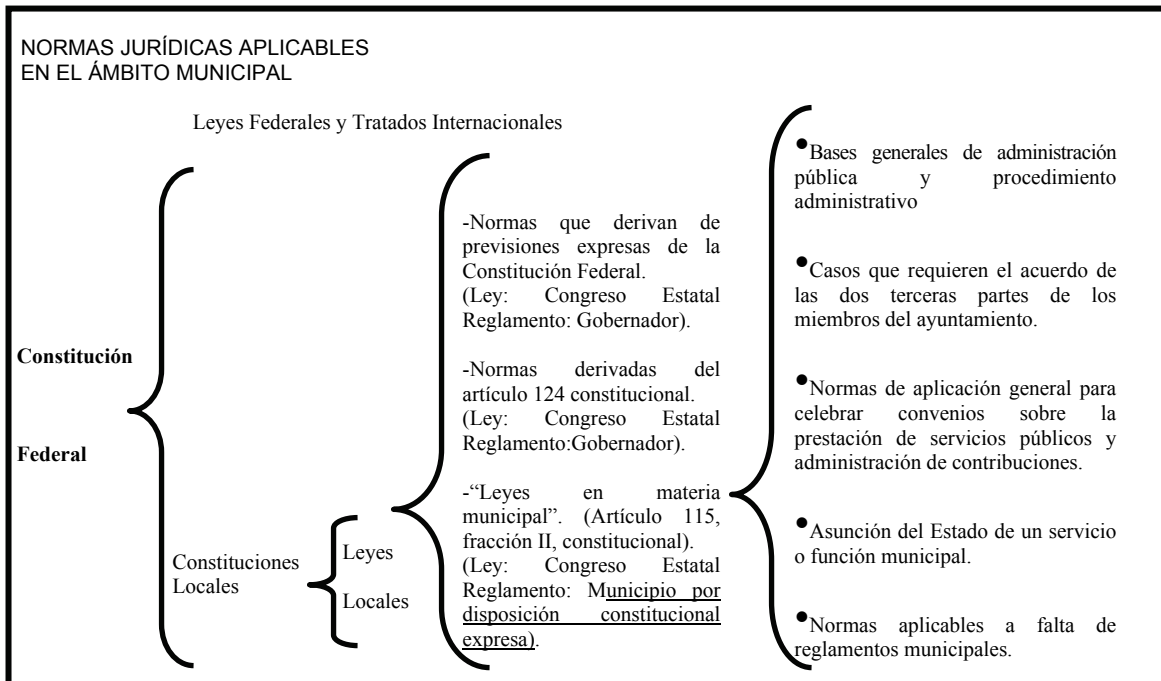 NORMAS JURÍDICAS APLICABLES
EN EL ÁMBITO MUNICIPAL
Leyes Federales y Tratados Internacionales
Constitución
Federal
Constituciones
Locales
Leyes
Locales
-Normas que derivan de
previsiones expresas de la
Constitución Federal.
(Ley: Congreso Estatal
Reglamento: Gobernador).
-Normas derivadas del
artículo 124 constitucional.
(Ley: Congreso Estatal
Reglamento:Gobernador).
-“Leyes en materia
municipal”. (Artículo 115,
fracción II, constitucional).
(Ley: Congreso Estatal
Reglamento: Municipio por
disposición constitucional
expresa).
•Bases generales de administración
pública y procedimiento
administrativo
•Casos que requieren el acuerdo de
las dos terceras partes de los
miembros del ayuntamiento.
•Normas de aplicación general para
celebrar convenios sobre la
prestación de servicios públicos y
administración de contribuciones.
•Asunción del Estado de un servicio
o función municipal.
•Normas aplicables a falta de
reglamentos municipales.